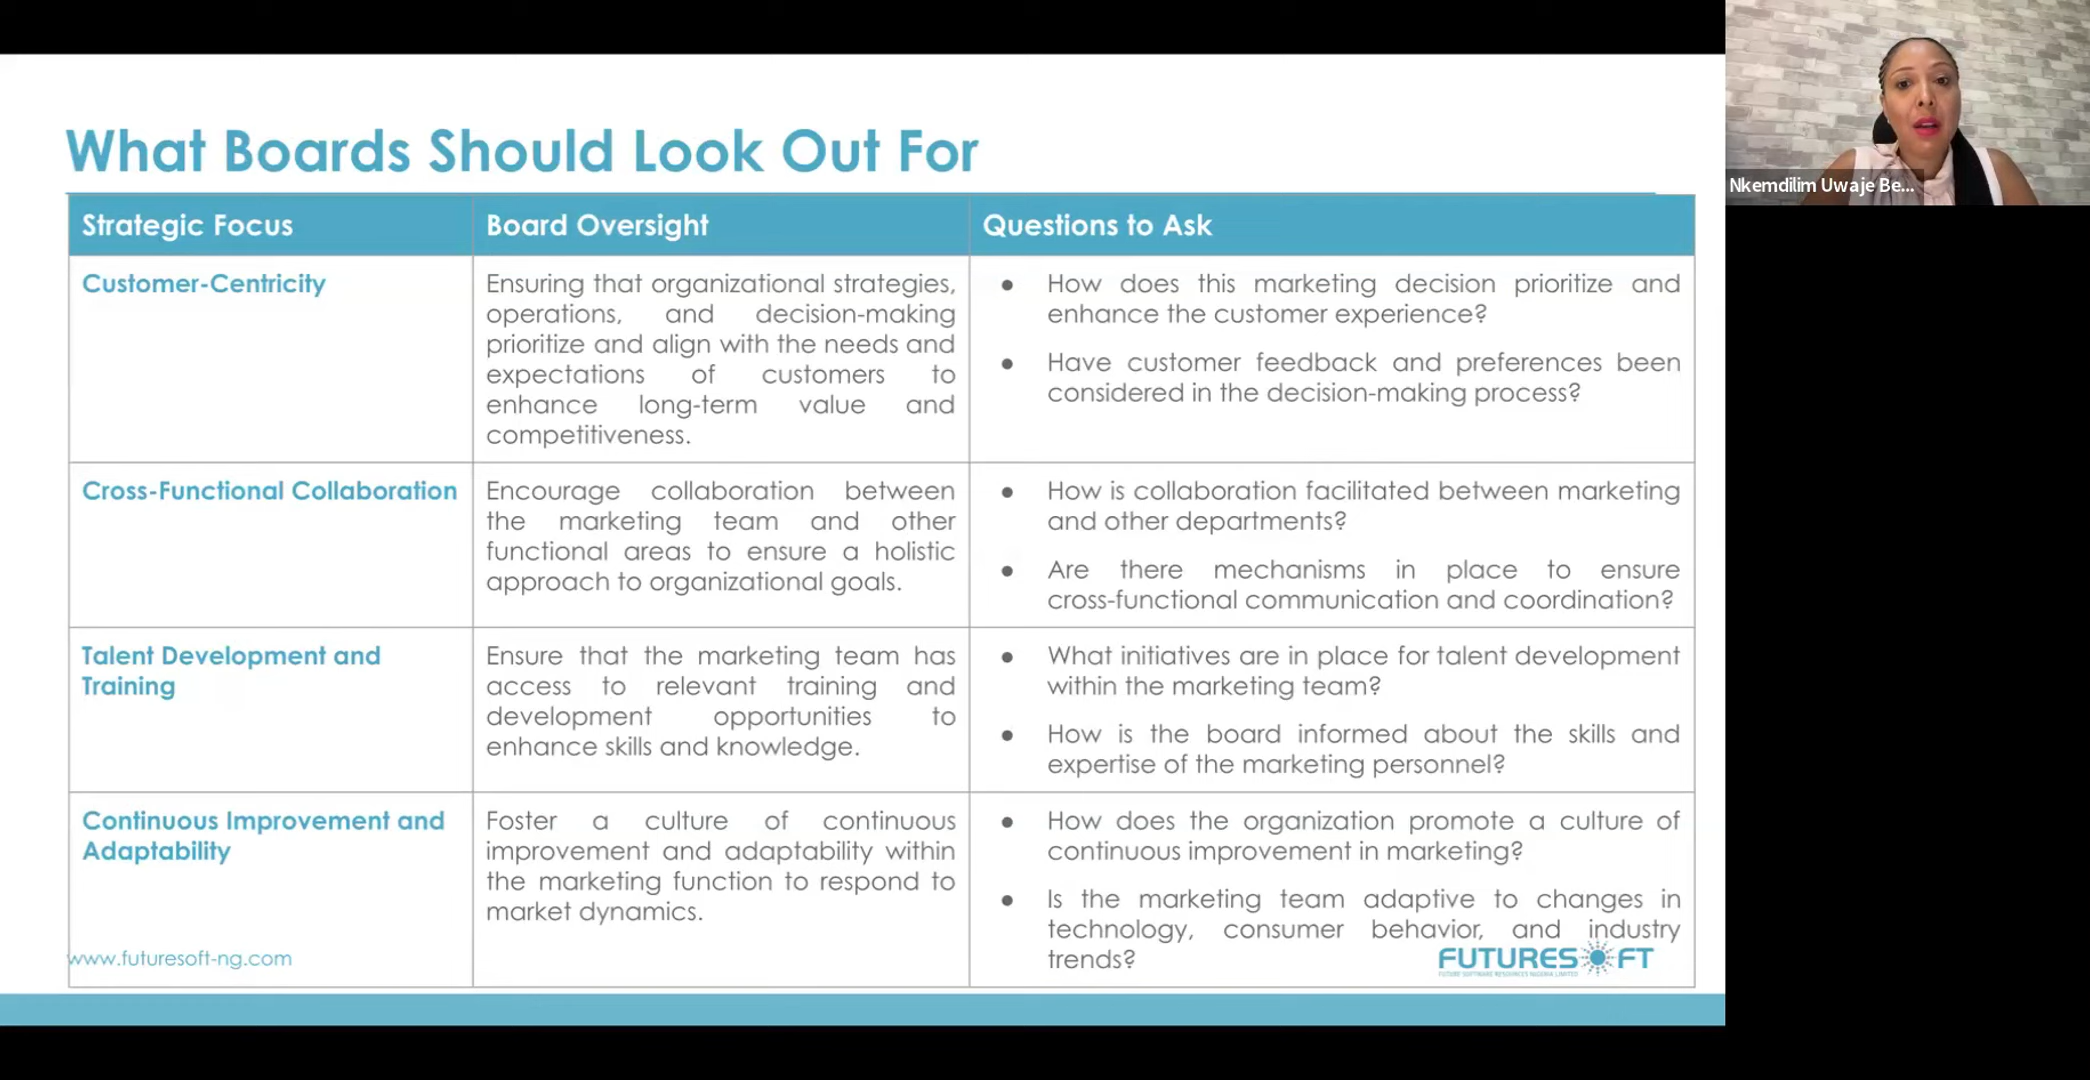 What Boards Should Look Out For
Strategic Focus
Board Oversight
Questions to Ask
Customer-Centricity
Ensuring that organizational strategies,
operations, and decision-making
prioritize and align with the needs and
expectations of customers to
enhance long-term value and
competitiveness.
● How does this marketing decision prioritize and
enhance the customer experience?
● Have customer feedback and preferences been
considered in the decision-making process?
Cross-Functional Collaboration
Encourage collaboration between
the marketing team and other
functional areas to ensure a holistic
approach to organizational goals.
● How is collaboration facilitated between marketing
and other departments?
● Are there mechanisms in place to ensure
cross-functional communication and coordination?
Talent Development and
Training
Ensure that the marketing team has
access to relevant training and
development opportunities to
enhance skills and knowledge.
● What initiatives are in place for talent development
within the marketing team?
● How is the board informed about the skills and
expertise of the marketing personnel?
Continuous Improvement and
Adaptability
Foster a culture of continuous
improvement and adaptability within
the marketing function to respond to
market dynamics.
● How does the organization promote a culture of
continuous improvement in marketing?
● Is the marketing team adaptive to changes in
technology, consumer behavior, and industry
trends?
www.futuresoft-ng.com
FUTURESOFT
FUTURE SOFTWARE RESOURCES NIGERIA LIMITED
Nkemdilim Uwaje Be...